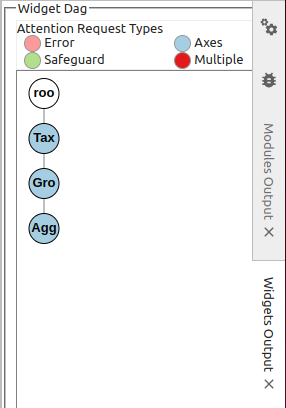 Widget Dag
Attention Request Types
Error
Axes
Safeguard
Multiple
roo
Tax
Gro
Agg
Modules Output
Widgets Output